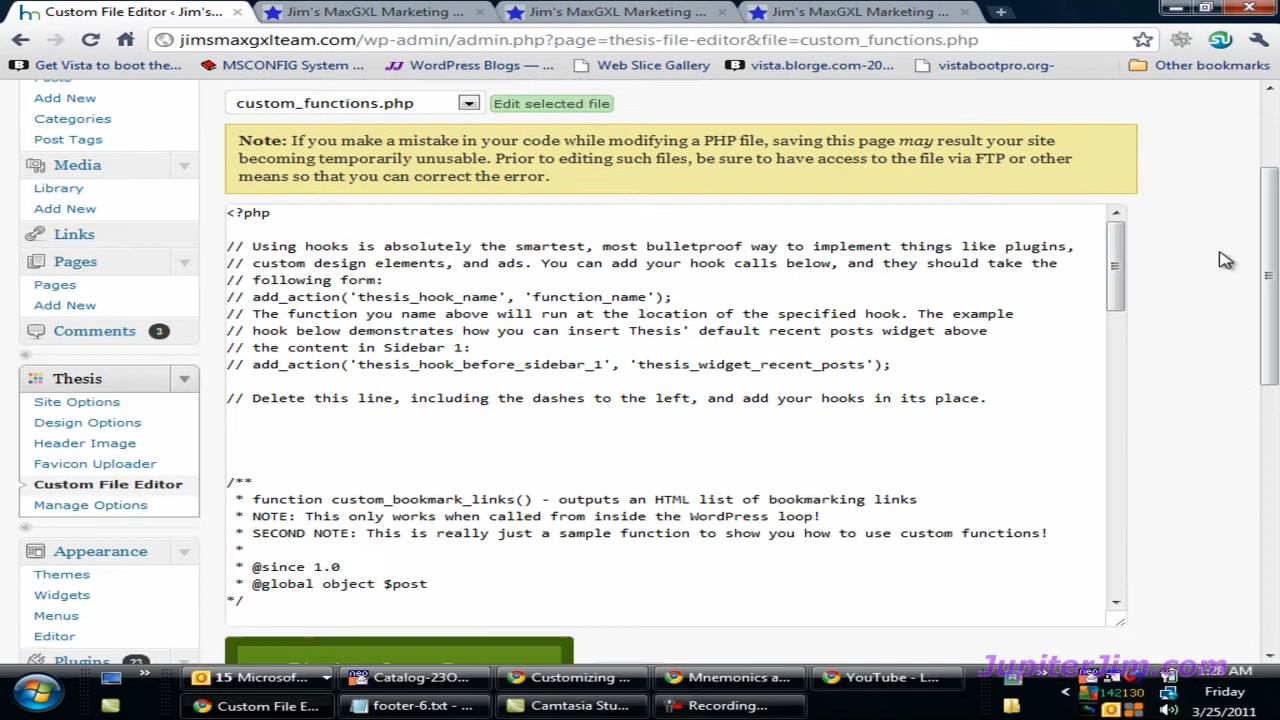 Custom File Editor ‹ Jim's...
Jim's MaxGXL Marketing ...
Jim's MaxGXL Marketing ...
Jim's MaxGXL Marketing ...
jimsmaxgxlteam.com/wp-admin/admin.php?page=thesis-file-editor&file=custom_functions.php
Get Vista to boot the...
MSCONFIG System ...
WordPress Blogs — ...
Web Slice Gallery
vista.blorge.com-20...
vistabootpro.org-
Other bookmarks
Add New
Categories
Post Tags
Media
Library
Add New
Links
Pages
Pages
Add New
Comments 3
Thesis
Site Options
Design Options
Header Image
Favicon Uploader
Custom File Editor
Manage Options
Appearance
Themes
Widgets
Menus
Editor
Plugins 23
custom_functions.php
Edit selected file
Note: If you make a mistake in your code while modifying a PHP file, saving this page may result your site
becoming temporarily unusable. Prior to editing such files, be sure to have access to the file via FTP or other
means so that you can correct the error.
<?php
// Using hooks is absolutely the smartest, most bulletproof way to implement things like plugins,
// custom design elements, and ads. You can add your hook calls below, and they should take the
// following form:
// add_action('thesis_hook_name', 'function_name');
// The function you name above will run at the location of the specified hook. The example
// hook below demonstrates how you can insert Thesis' default recent posts widget above
// the content in Sidebar 1:
// add_action('thesis_hook_before_sidebar_1', 'thesis_widget_recent_posts');
// Delete this line, including the dashes to the left, and add your hooks in its place.
/**
* function custom_bookmark_links() - outputs an HTML list of bookmarking links
* NOTE: This only works when called from inside the WordPress loop!
* SECOND NOTE: This is really just a sample function to show you how to use custom functions!
*
* @since 1.0
* @global object $post
*/
JupiterJim.com
15 Microsof...
Catalog-23O...
Customizing ...
Mnemonics a...
YouTube - L...
1:28 AM
Custom File E...
footer-6.txt - ...
Camtasia Stu...
Recording...
142130
Friday
3/25/2011